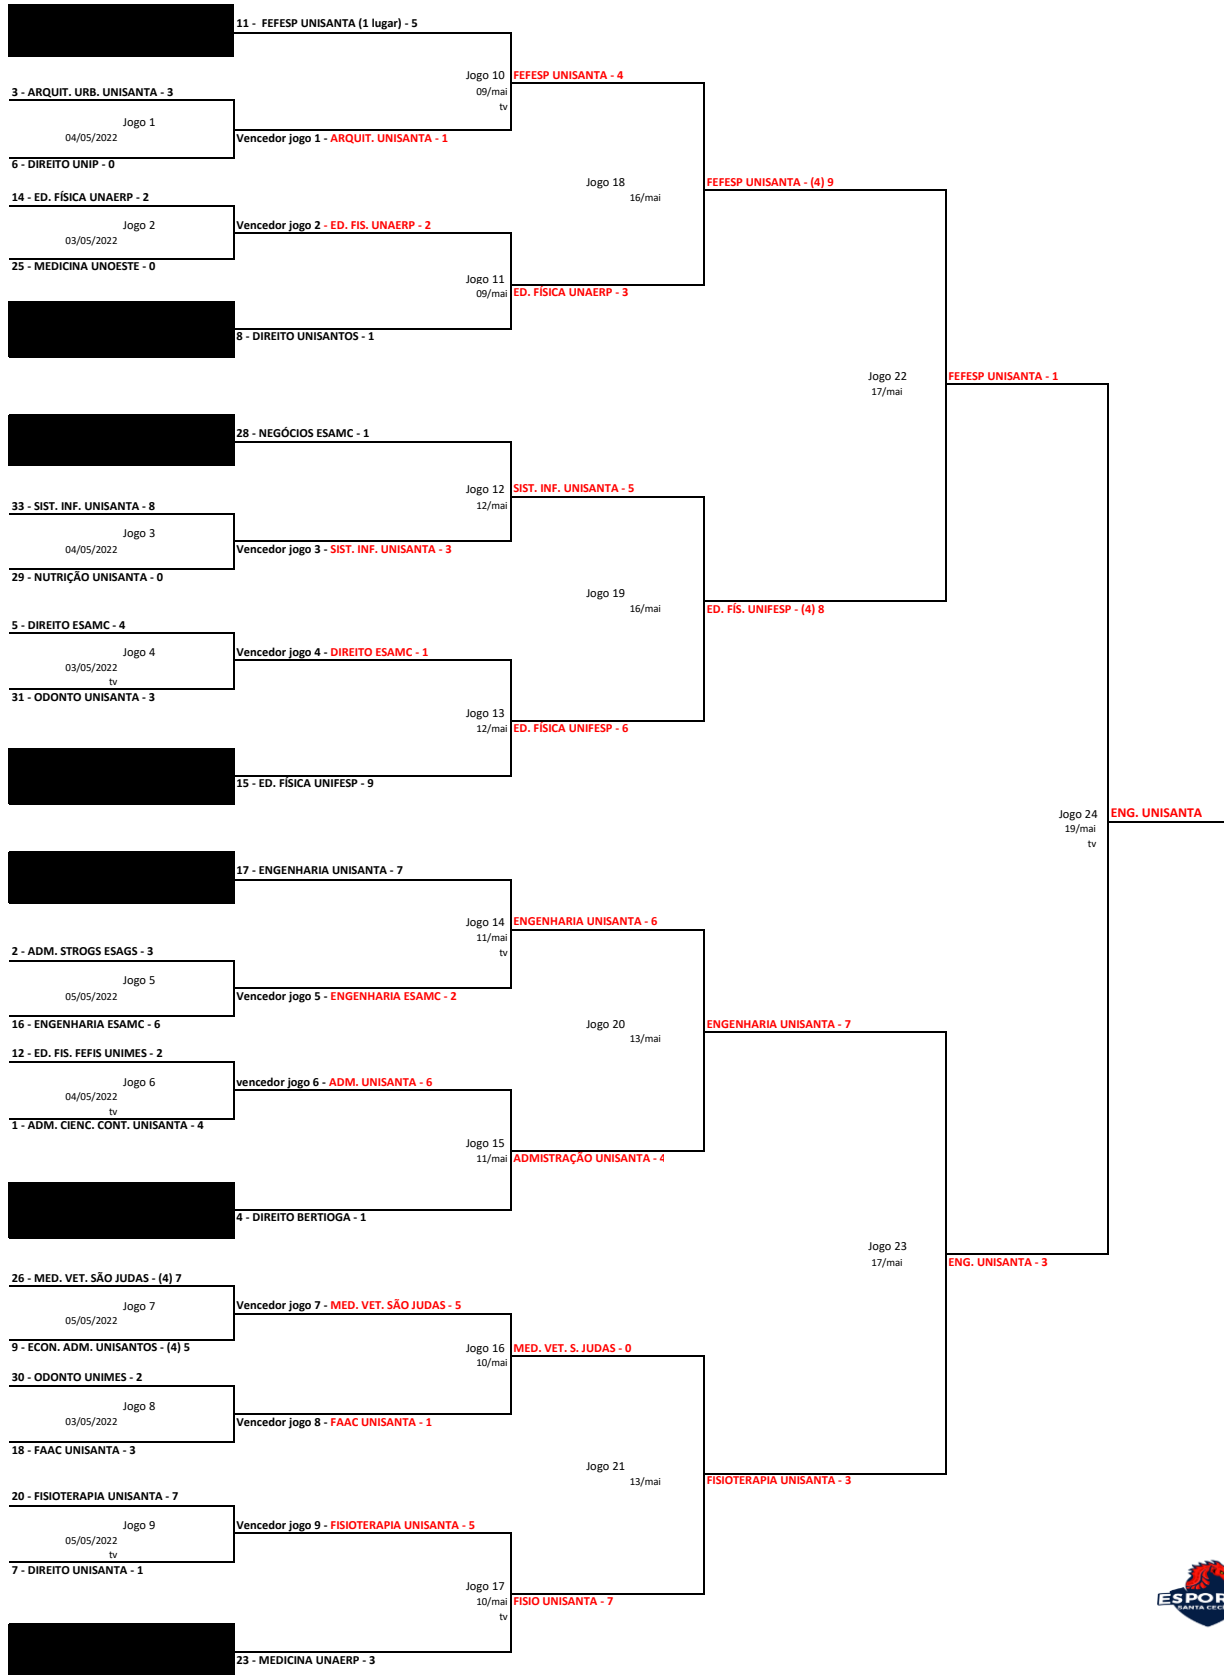 11 - FEFESP UNISANTA (1 lugar) - 5
Jogo 10
09/mai
tv
FEFESP UNISANTA - 4
3 - ARQUIT. URB. UNISANTA - 3
Jogo 1
04/05/2022
Vencedor jogo 1 - ARQUIT. UNISANTA - 1
6 - DIREITO UNIP - 0
Jogo 18
16/mai
FEFESP UNISANTA - (4) 9
14 - ED. FÍSICA UNAERP - 2
Jogo 2
03/05/2022
Vencedor jogo 2 - ED. FIS. UNAERP - 2
25 - MEDICINA UNOESTE - 0
Jogo 11
09/mai
ED. FÍSICA UNAERP - 3
8 - DIREITO UNISANTOS - 1
Jogo 22
17/mai
FEFESP UNISANTA - 1
28 - NEGÓCIOS ESAMC - 1
Jogo 12
12/mai
SIST. INF. UNISANTA - 5
33 - SIST. INF. UNISANTA - 8
Jogo 3
04/05/2022
Vencedor jogo 3 - SIST. INF. UNISANTA - 3
29 - NUTRIÇÃO UNISANTA - 0
Jogo 19
16/mai
ED. FÍS. UNIFESP - (4) 8
5 - DIREITO ESAMC - 4
Jogo 4
03/05/2022
tv
Vencedor jogo 4 - DIREITO ESAMC - 1
31 - ODONTO UNISANTA - 3
Jogo 13
12/mai
ED. FÍSICA UNIFESP - 6
15 - ED. FÍSICA UNIFESP - 9
Jogo 24
19/mai
tv
ENG. UNISANTA
17 - ENGENHARIA UNISANTA - 7
Jogo 14
11/mai
tv
ENGENHARIA UNISANTA - 6
2 - ADM. STROGS ESAGS - 3
Jogo 5
05/05/2022
Vencedor jogo 5 - ENGENHARIA ESAMC - 2
16 - ENGENHARIA ESAMC - 6
Jogo 20
13/mai
ENGENHARIA UNISANTA - 7
12 - ED. FIS. FEFIS UNIMES - 2
Jogo 6
04/05/2022
tv
vencedor jogo 6 - ADM. UNISANTA - 6
1 - ADM. CIENC. CONT. UNISANTA - 4
Jogo 15
11/mai
ADMISTRAÇÃO UNISANTA - 4
4 - DIREITO BERTIOGA - 1
Jogo 23
17/mai
ENG. UNISANTA - 3
26 - MED. VET. SÃO JUDAS - (4) 7
Jogo 7
05/05/2022
Vencedor jogo 7 - MED. VET. SÃO JUDAS - 5
9 - ECON. ADM. UNISANTOS - (4) 5
Jogo 16
10/mai
MED. VET. S. JUDAS - 0
30 - ODONTO UNIMES - 2
Jogo 8
03/05/2022
Vencedor jogo 8 - FAAC UNISANTA - 1
18 - FAAC UNISANTA - 3
Jogo 21
13/mai
FISIOTERAPIA UNISANTA - 3
20 - FISIOTERAPIA UNISANTA - 7
Jogo 9
05/05/2022
tv
Vencedor jogo 9 - FISIOTERAPIA UNISANTA - 5
7 - DIREITO UNISANTA - 1
Jogo 17
10/mai
tv
FISIO UNISANTA - 7
23 - MEDICINA UNAERP - 3
ESPOR
SANTA CECÍ